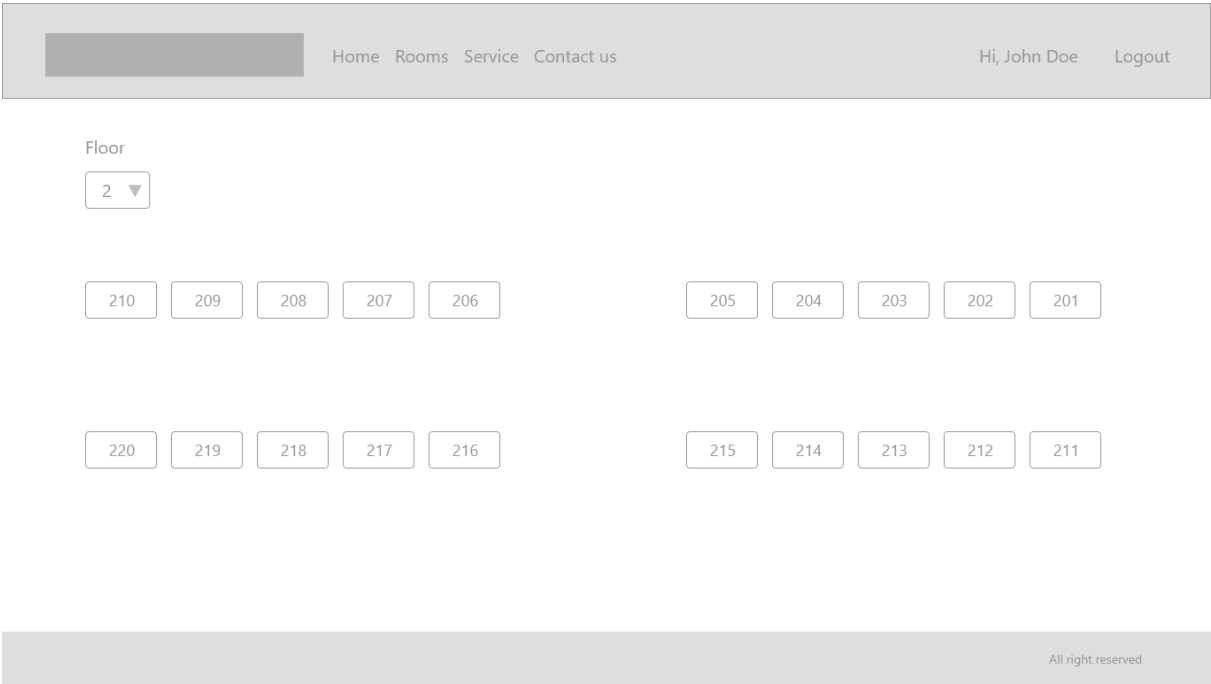 Home Rooms Service Contact us Hi, John Doe Logout
Floor
2
210 209 208 207 206 205 204 203 202 201
220 219 218 217 216 215 214 213 212 211
All right reserved